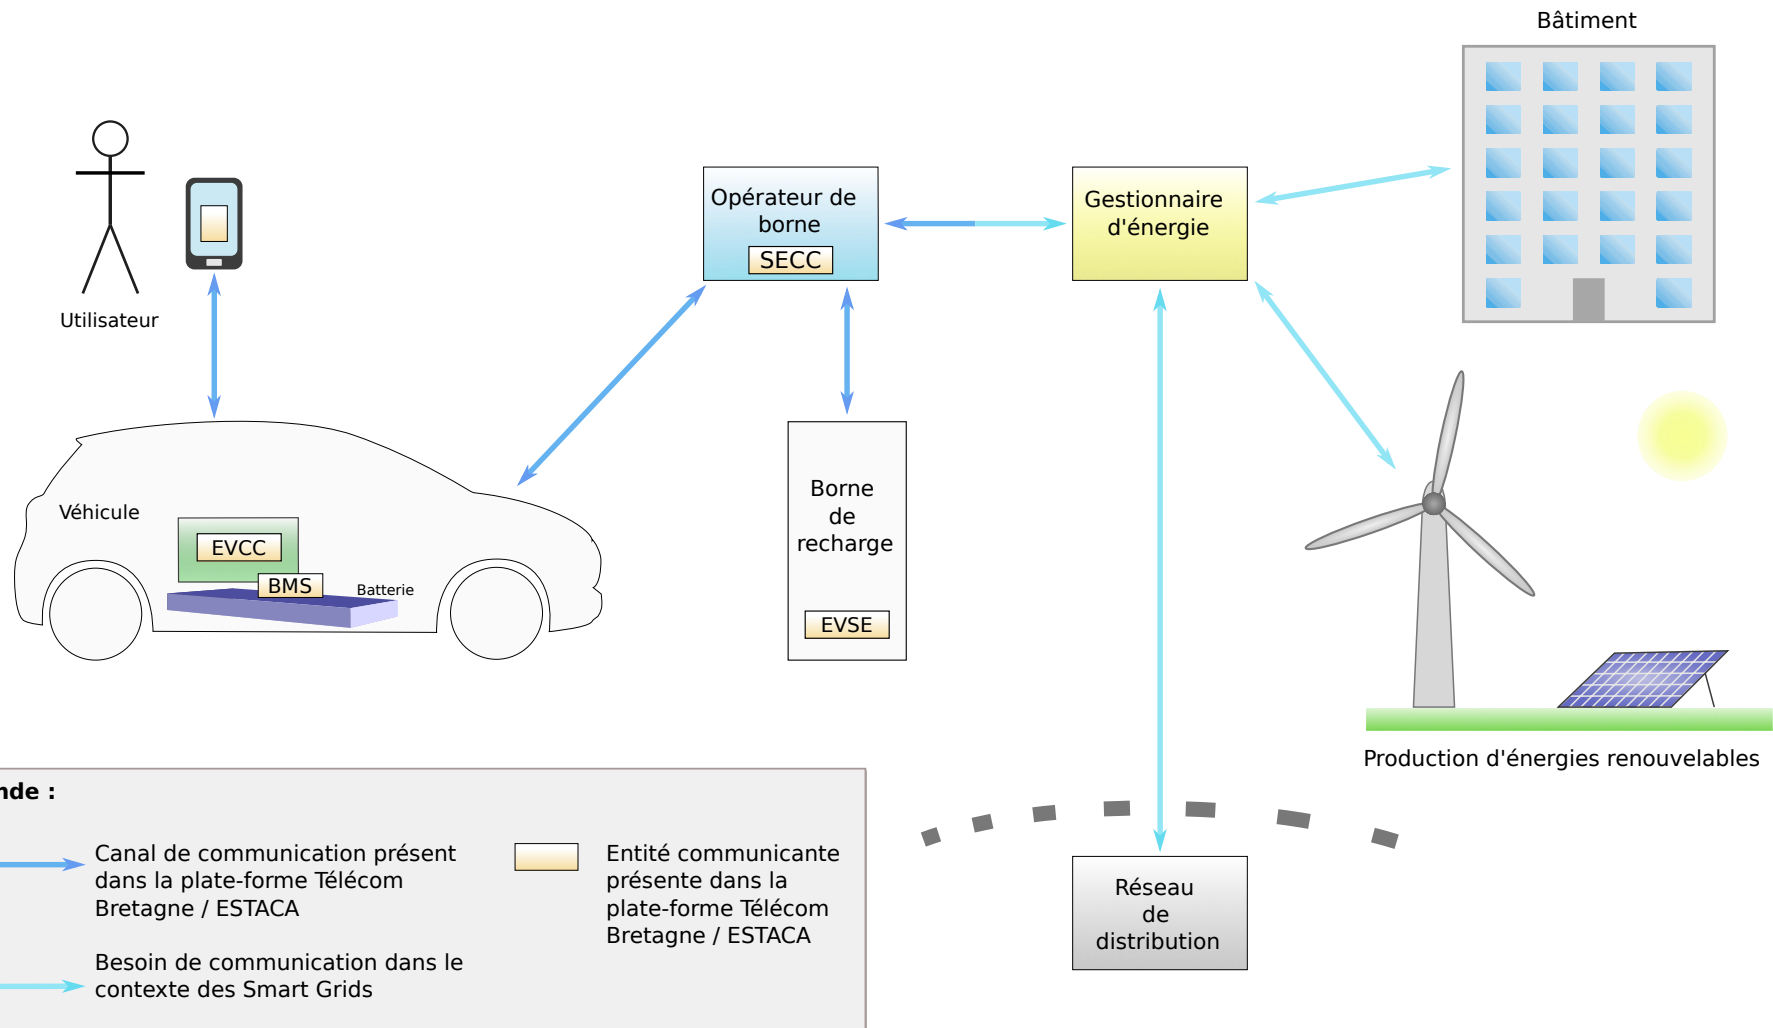 Bâtiment
Utilisateur
Opérateur de
borne
SECC
Gestionnaire
d'énergie
Véhicule
EVCC
BMS
Batterie
Borne
de
recharge
EVSE
Production d'énergies renouvelables
Réseau
de
distribution
nde :
Canal de communication présent
dans la plate-forme Télécom
Bretagne / ESTACA
Besoin de communication dans le
contexte des Smart Grids
Entité communicante
présente dans la
plate-forme Télécom
Bretagne / ESTACA